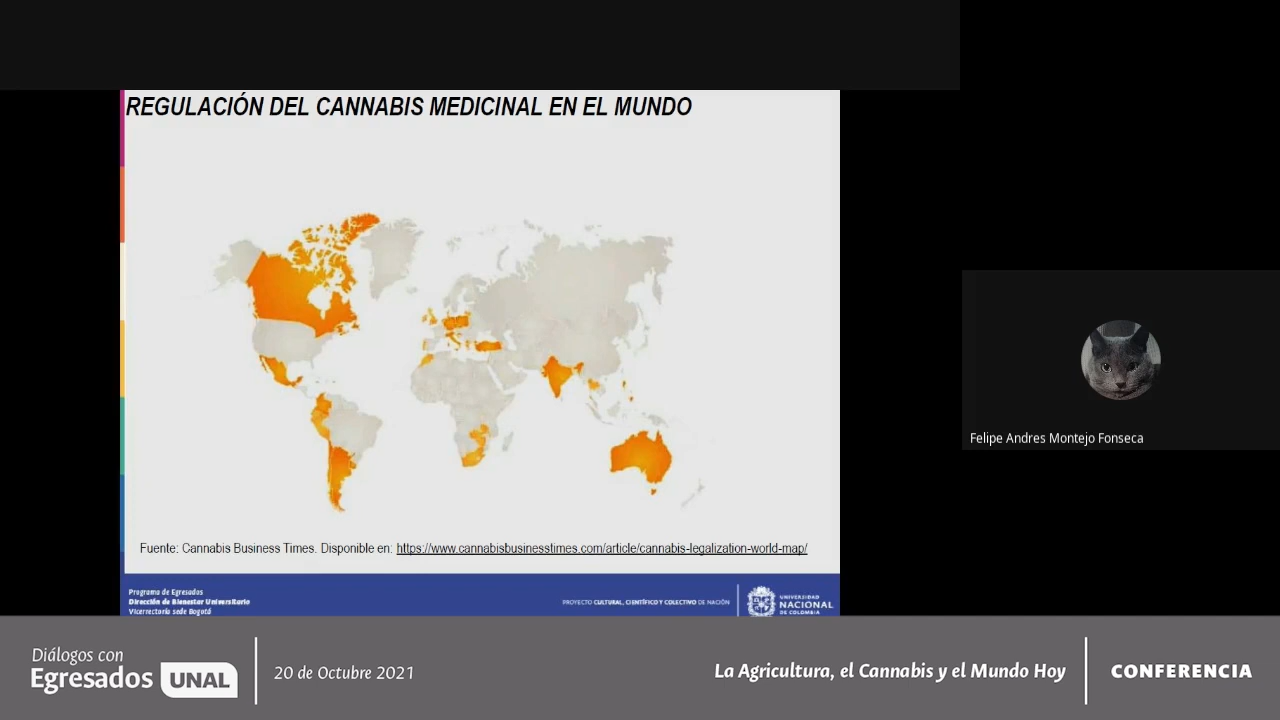 REGULACIÓN DEL CANNABIS MEDICINAL EN EL MUNDO
Fuente: Cannabis Business Times. Disponible en: https://www.cannabisbusinesstimes.com/article/cannabis-legalization-world-map/
Programa de Egresados
Dirección de Bienestar Universitario
Vicerrectoría sede Bogotá
PROYECTO CULTURAL, CIENTÍFICO Y COLECTIVO DE NACIÓN
UNIVERSIDAD
NACIONAL
DE COLOMBIA
Felipe Andres Montejo Fonseca
Diálogos con
Egresados UNAL
20 de Octubre 2021
La Agricultura, el Cannabis y el Mundo Hoy
CONFERENCIA